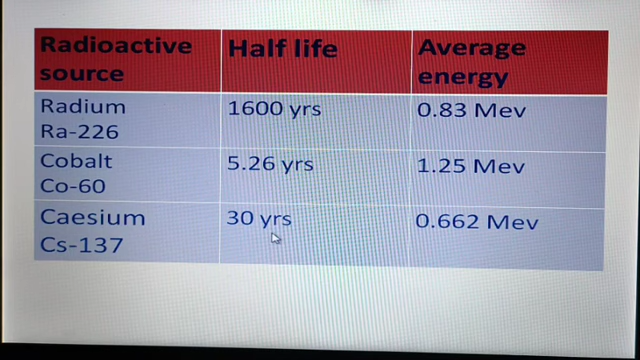 Radioactive source
Half life
Average energy
Radium Ra-226
1600 yrs
0.83 Mev
Cobalt Co-60
5.26 yrs
1.25 Mev
Caesium Cs-137
30 yrs
0.662 Mev